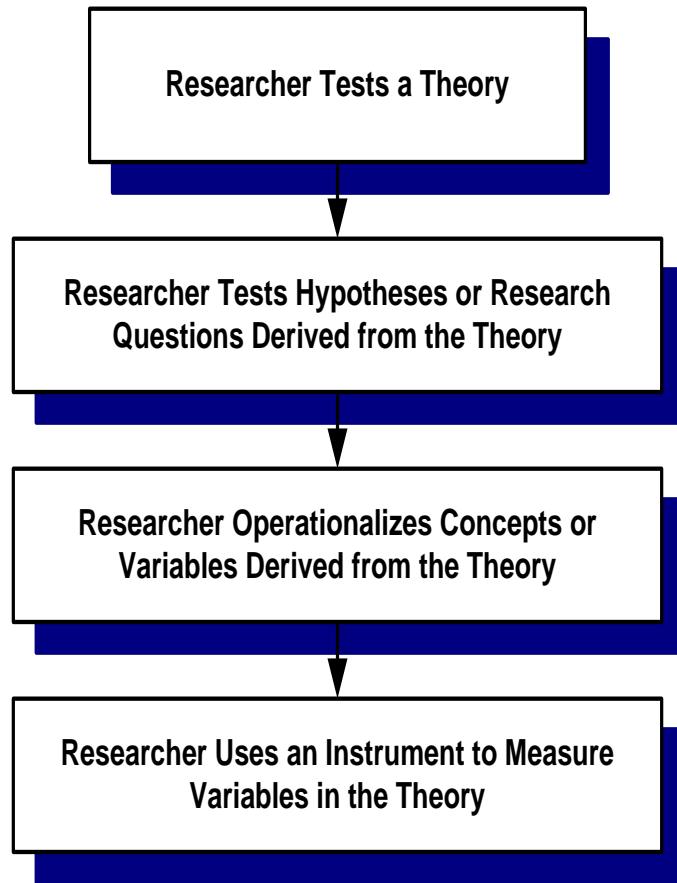 Researcher Tests a Theory
Researcher Tests Hypotheses or Research
Questions Derived from the Theory
Researcher Operationalizes Concepts or
Variables Derived from the Theory
Researcher Uses an Instrument to Measure
Variables in the Theory